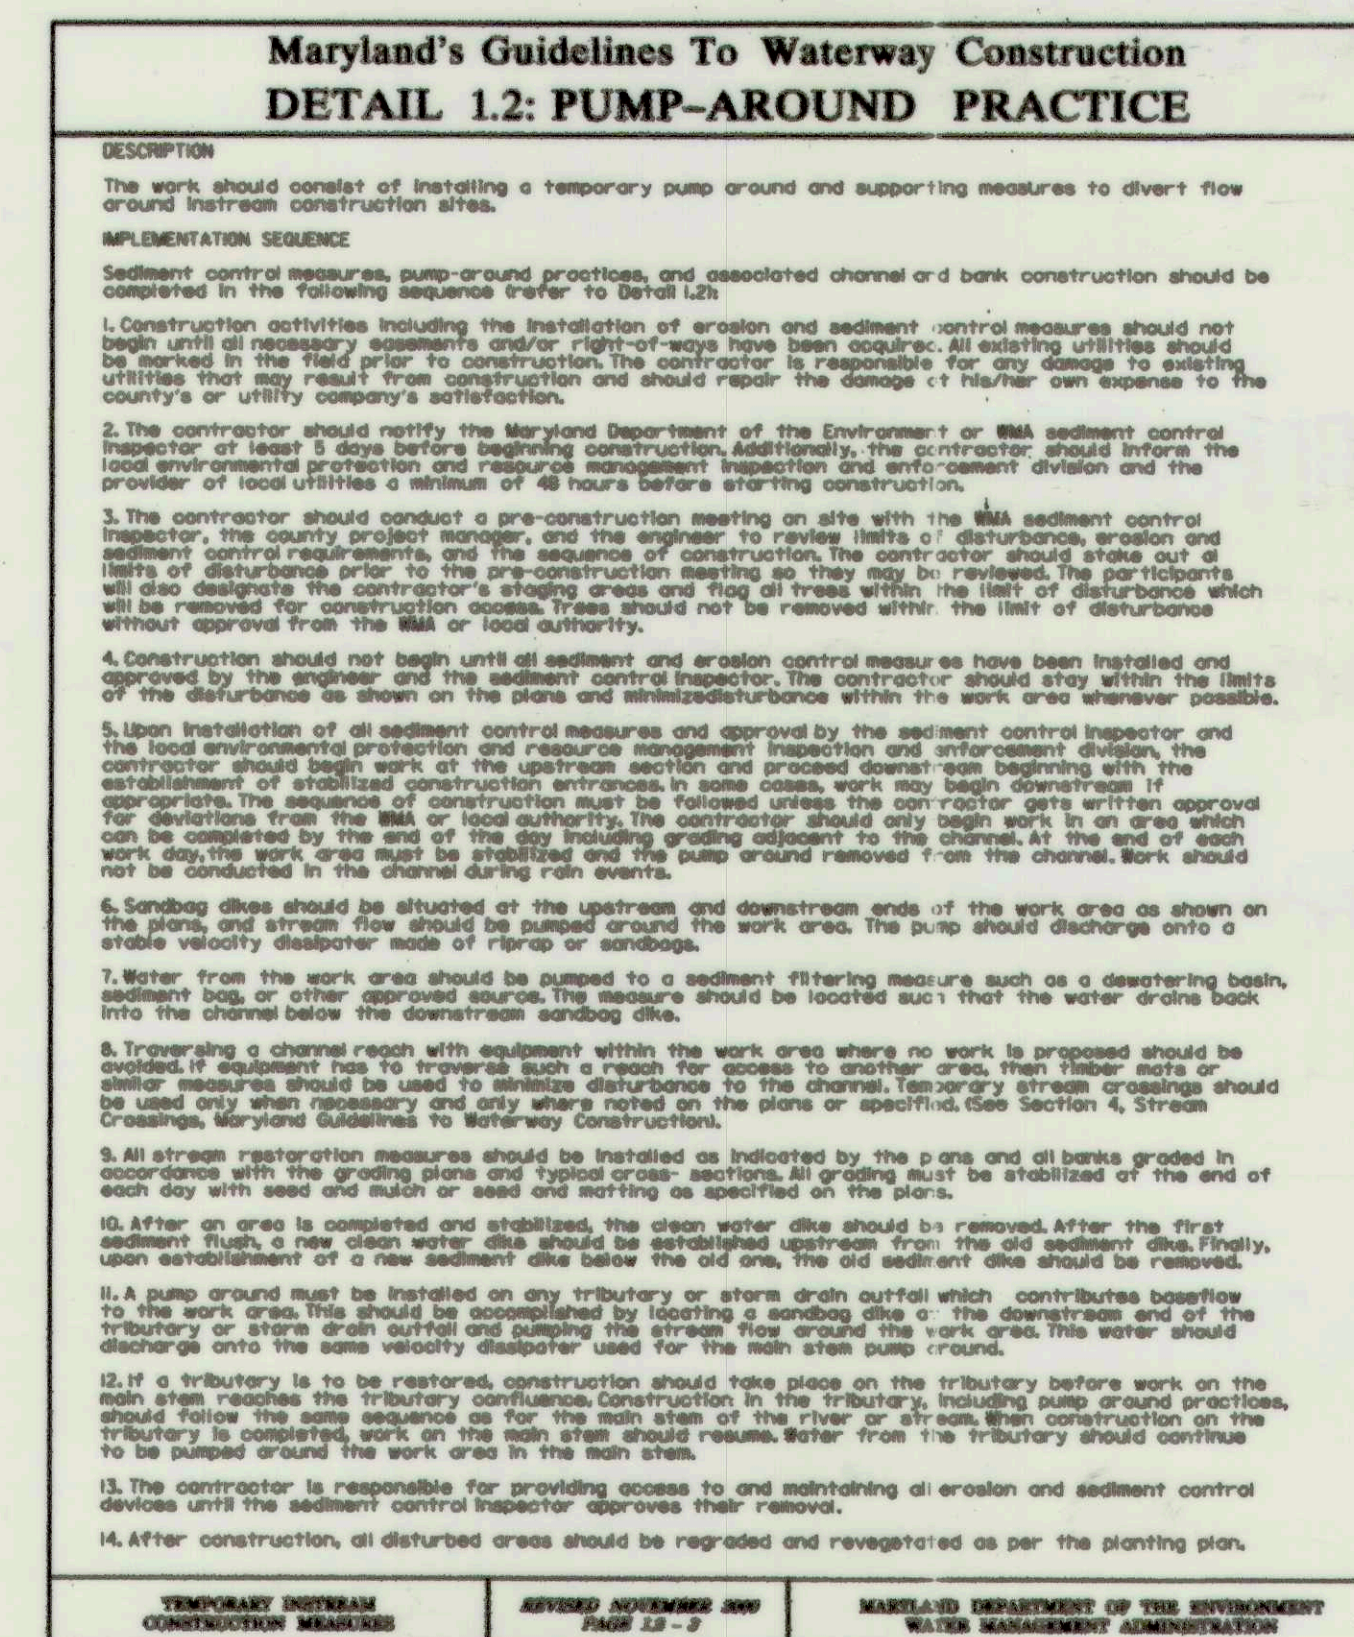 Maryland's Guidelines To Waterway Construction
DETAIL 1.2: PUMP-AROUND PRACTICE
DESCRIPTION
The work should consist of installing a temporary pump around and supporting measures to divert flow
around instream construction sites.
IMPLEMENTATION SEQUENCE
Sediment control measures, pump-around practices, and associated channel and bank construction should be
completed in the following sequence (refer to Detail 1.2):
1. Construction activities including the installation of erosion and sediment control measures should not
begin until all necessary easements and/or right-of-ways have been acquired. All existing utilities should
be marked in the field prior to construction. The contractor is responsible for any damage to existing
utilities that may result from construction and should repair the damage at his/her own expense to the
county's or utility company's satisfaction.
2. The contractor should notify the Maryland Department of the Environment or WMA sediment control
inspector at least 5 days before beginning construction. Additionally, the contractor should inform the
local environmental protection and resource management inspection and enforcement division and the
provider of local utilities a minimum of 48 hours before starting construction.
3. The contractor should conduct a pre-construction meeting on site with the WMA sediment control
inspector, the county project manager, and the engineer to review limits of disturbance, erosion and
sediment control requirements, and the sequence of construction. The contractor should stake out al
limits of disturbance prior to the pre-construction meeting so they may be reviewed. The participants
will also designate the contractor's staging areas and flag all trees within the limit of disturbance which
will be removed for construction access. Trees should not be removed within the limit of disturbance
without approval from the WMA or local authority.
4. Construction should not begin until all sediment and erosion control measures have been installed and
approved by the engineer and the sediment control inspector. The contractor should stay within the limits
of the disturbance as shown on the plans and minimizedisturbance within the work area whenever possible.
5. Upon installation of all sediment control measures and approval by the sediment control inspector and
the local environmental protection and resource management inspection and enforcement division, the
contractor should begin work at the upstream section and proceed downstream beginning with the
establishment of stabilized construction entrances. In some cases, work may begin downstream if
appropriate. The sequence of construction must be followed unless the contractor gets written approval
for deviations from the WMA or local authority. The contractor should only begin work in an area which
can be completed by the end of the day including grading adjacent to the channel. At the end of each
work day, the work area must be stabilized and the pump around removed from the channel. Work should
not be conducted in the channel during rain events.
6. Sandbag dikes should be situated at the upstream and downstream ends of the work area as shown on
the plans, and stream flow should be pumped around the work area. The pump should discharge onto a
stable velocity dissipater made of riprap or sandbags.
7. Water from the work area should be pumped to a sediment filtering measure such as a dewatering basin,
sediment bag, or other approved source. The measure should be located such that the water drains back
into the channel below the downstream sandbag dike.
8. Traversing a channel reach with equipment within the work area where no work is proposed should be
avoided. If equipment has to traverse such a reach for access to another area, then timber mats or
similar measures should be used to minimize disturbance to the channel. Temporary stream crossings should
be used only when necessary and only where noted on the plans or specified. (See Section 4, Stream
Crossings, Maryland Guidelines to Waterway Construction).
9. All stream restoration measures should be installed as indicated by the plans and all banks graded in
accordance with the grading plans and typical cross- sections. All grading must be stabilized at the end of
each day with seed and mulch or seed and matting as specified on the plans.
10. After an area is completed and stabilized, the clean water dike should be removed. After the first
sediment flush, a new clean water dike should be established upstream from the old sediment dike. Finally,
upon establishment of a new sediment dike below the old one, the old sediment dike should be removed.
11. A pump around must be installed on any tributary or storm drain outfall which contributes baseflow
to the work area. This should be accomplished by locating a sandbag dike at the downstream end of the
tributary or storm drain outfall and pumping the stream flow around the work area. This water should
discharge onto the same velocity dissipater used for the main stem pump around.
12. If a tributary is to be restored, construction should take place on the tributary before work on the
main stem reaches the tributary confluence. Construction in the tributary, including pump around practices,
should follow the same sequence as for the main stem of the river or stream. When construction on the
tributary is completed, work on the main stem should resume. Water from the tributary should continue
to be pumped around the work area in the main stem.
13. The contractor is responsible for providing access to and maintaining all erosion and sediment control
devices until the sediment control inspector approves their removal.
14. After construction, all disturbed areas should be regraded and revegetated as per the planting plan.
TEMPORARY INSTREAM
CONSTRUCTION MEASURES
REVISED NOVEMBER 2000
PAGE 1.2 - 3
MARYLAND DEPARTMENT OF THE ENVIRONMENT
WATER MANAGEMENT ADMINISTRATION